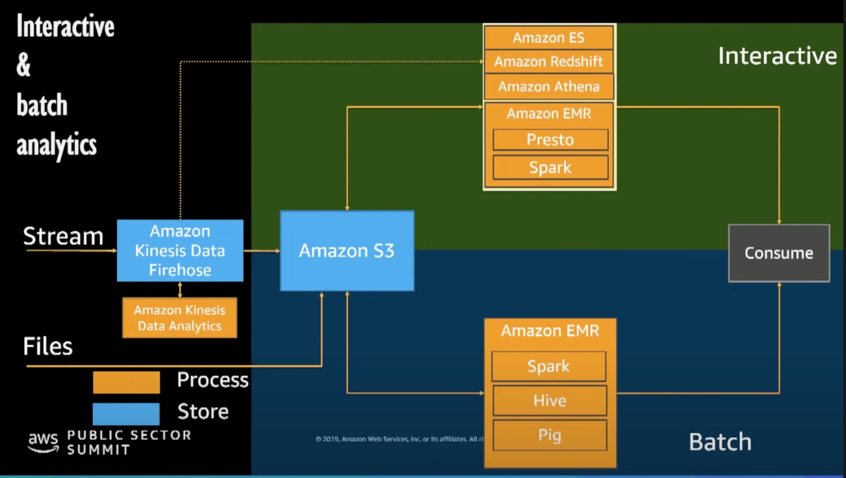 Interactive
&
batch
analytics
Interactive
Amazon ES
Amazon Redshift
Amazon Athena
Amazon EMR
Presto
Spark
Stream
Amazon
Kinesis Data
Firehose
Amazon S3
Consume
Amazon Kinesis
Data Analytics
Files
Amazon EMR
Spark
Hive
Pig
Process
Store
Batch
aws PUBLIC SECTOR
SUMMIT
© 2019, Amazon Web Services, Inc. or its affiliates. All ri